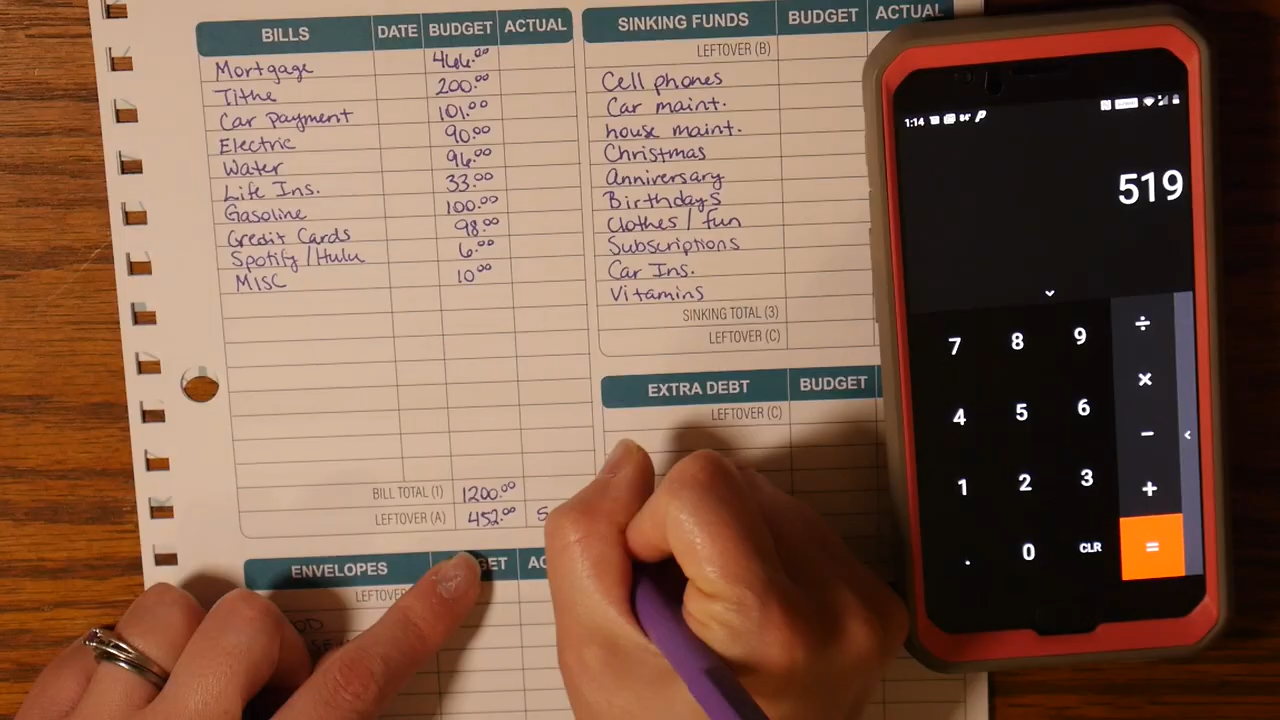 BILLS DATE BUDGET ACTUAL
Mortgage 466.00
Tithe 200.00
Car payment 101.00
Electric 90.00
Water 96.00
Life Ins. 33.00
Gasoline 100.00
Credit Cards 98.00
Spotify/Hulu 6.00
MISC 10.00
BILL TOTAL (1) 1200.00
LEFTOVER (A) 452.00 5
ENVELOPES
LEFTOVER
SINKING FUNDS BUDGET ACTUAL
LEFTOVER (B)
Cell phones
Car maint.
house maint.
Christmas
Anniversary
Birthdays
Clothes / fun
Subscriptions
Car Ins.
Vitamins
SINKING TOTAL (3)
LEFTOVER (C)
EXTRA DEBT BUDGET
LEFTOVER (C)
1:14 84°
519
7 8 9 ÷
4 5 6 ×
1 2 3 −
. 0 CLR +
=